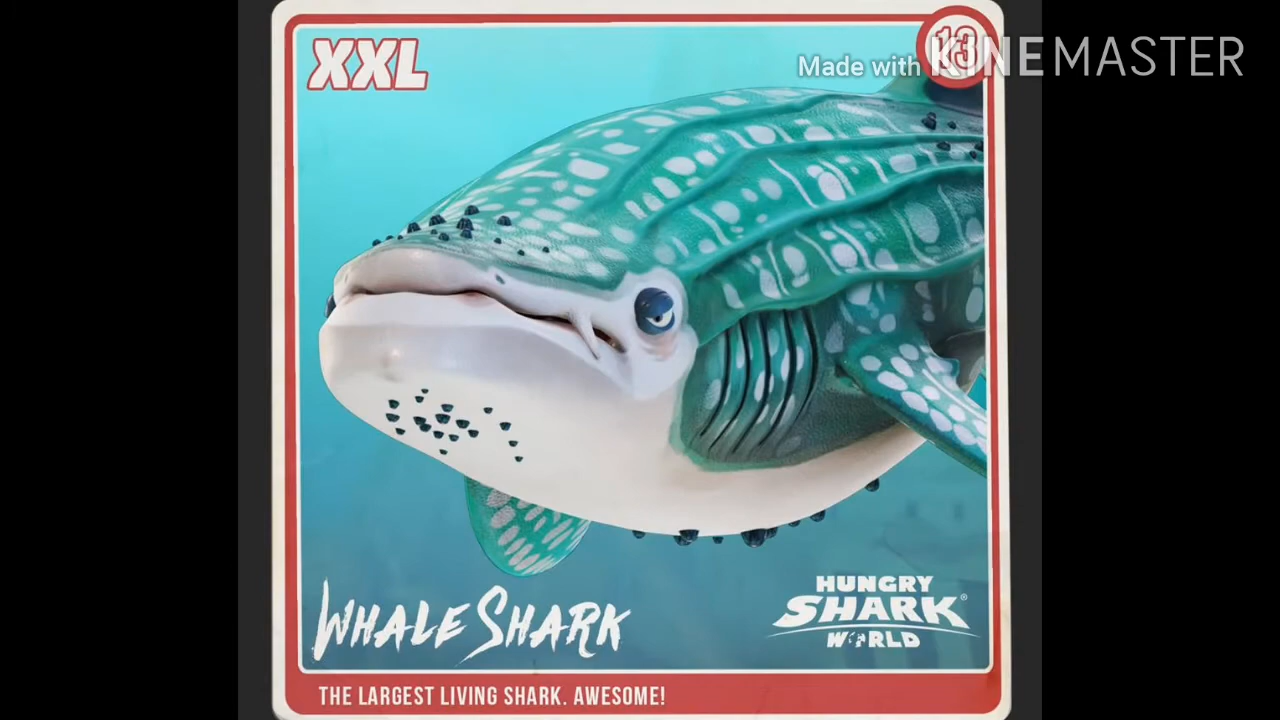 XXL
13
Made with KINEMASTER
WHALE SHARK
HUNGRY
SHARK®
WORLD
THE LARGEST LIVING SHARK. AWESOME!